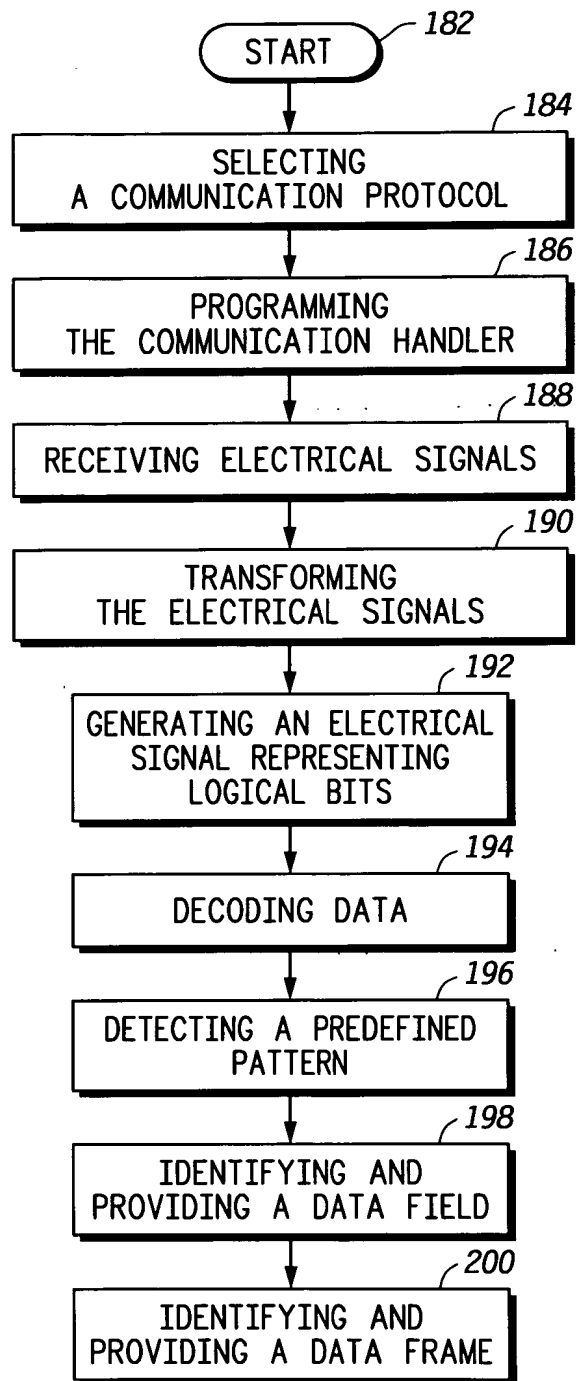 182
START
184
SELECTING
A COMMUNICATION PROTOCOL
186
PROGRAMMING
THE COMMUNICATION HANDLER
188
RECEIVING ELECTRICAL SIGNALS
190
TRANSFORMING
THE ELECTRICAL SIGNALS
192
GENERATING AN ELECTRICAL
SIGNAL REPRESENTING
LOGICAL BITS
194
DECODING DATA
196
DETECTING A PREDEFINED
PATTERN
198
IDENTIFYING AND
PROVIDING A DATA FIELD
200
IDENTIFYING AND
PROVIDING A DATA FRAME